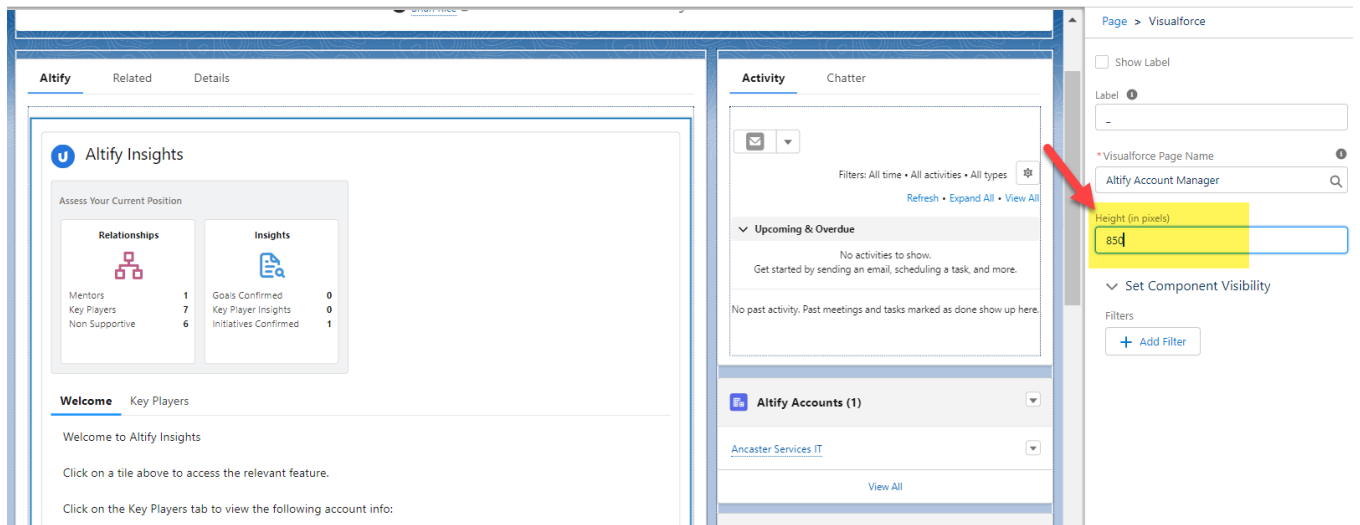 Altify Related Details
Altify Insights
Assess Your Current Position
Relationships
Mentors 1
Key Players 7
Non Supportive 6
Insights
Goals Confirmed 0
Key Player Insights 0
Initiatives Confirmed 1
Welcome Key Players
Welcome to Altify Insights
Click on a tile above to access the relevant feature.
Click on the Key Players tab to view the following account info:
Activity Chatter
Filters: All time • All activities • All types
Refresh • Expand All • View All
Upcoming & Overdue
No activities to show.
Get started by sending an email, scheduling a task, and more.
No past activity. Past meetings and tasks marked as done show up here.
Altify Accounts (1)
Ancaster Services IT
View All
Page > Visualforce
Show Label
Label
_
*Visualforce Page Name
Altify Account Manager
Height (in pixels)
850
Set Component Visibility
Filters
+ Add Filter